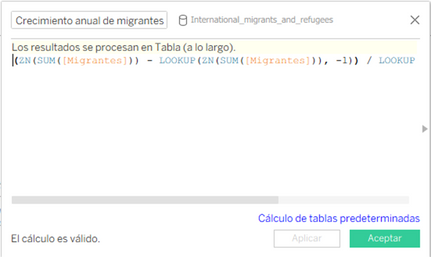 Crecimiento anual de migrantes
International_migrants_and_refugees
Los resultados se procesan en Tabla (a lo largo).
(ZN(SUM([Migrantes])) - LOOKUP(ZN(SUM([Migrantes])), -1)) / LOOKUP
Cálculo de tablas predeterminadas
El cálculo es válido.
Aplicar
Aceptar